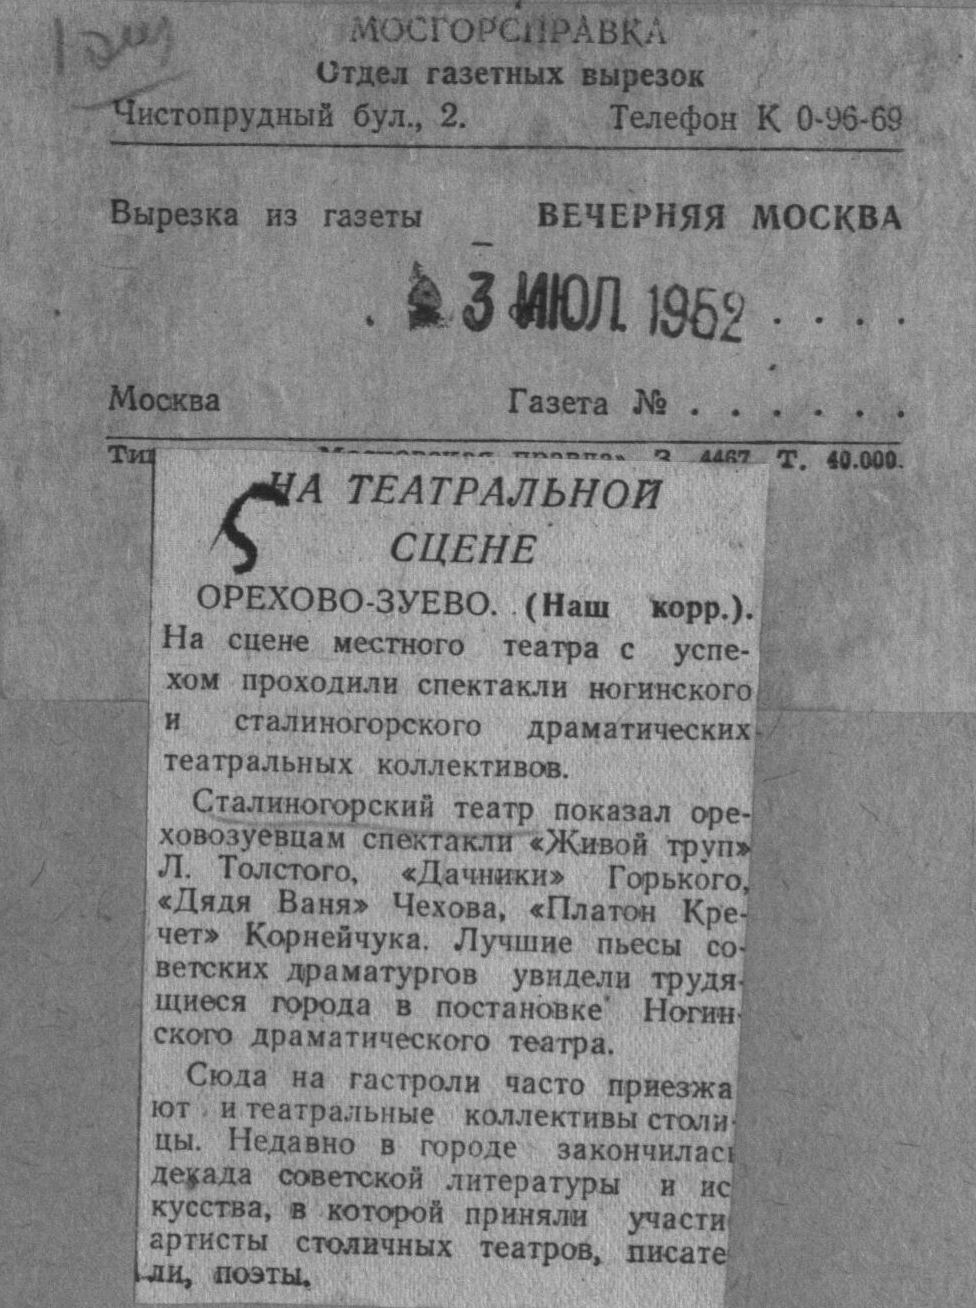 МОСГОРСПРАВКА
Отдел газетных вырезок
Чистопрудный бул., 2. Телефон К 0-96-69
Вырезка из газеты ВЕЧЕРНЯЯ МОСКВА
3 ИЮЛ 1952 . . . .
Москва Газета № . . . . . .
Тип «Московская правда» З. 4467 Т. 40.000.
5
НА ТЕАТРАЛЬНОЙ
СЦЕНЕ
ОРЕХОВО-ЗУЕВО. (Наш корр.).
На сцене местного театра с успе-
хом проходили спектакли ногинского
и сталиногорского драматических
театральных коллективов.
Сталиногорский театр показал оре-
ховозуевцам спектакли «Живой труп»
Л. Толстого, «Дачники» Горького,
«Дядя Ваня» Чехова, «Платон Кре-
чет» Корнейчука. Лучшие пьесы со-
ветских драматургов увидели трудя-
щиеся города в постановке Ногин-
ского драматического театра.
Сюда на гастроли часто приезжа
ют и театральные коллективы столи-
цы. Недавно в городе закончилась
декада советской литературы и ис
кусства, в которой приняли участи
артисты столичных театров, писате
ли, поэты.